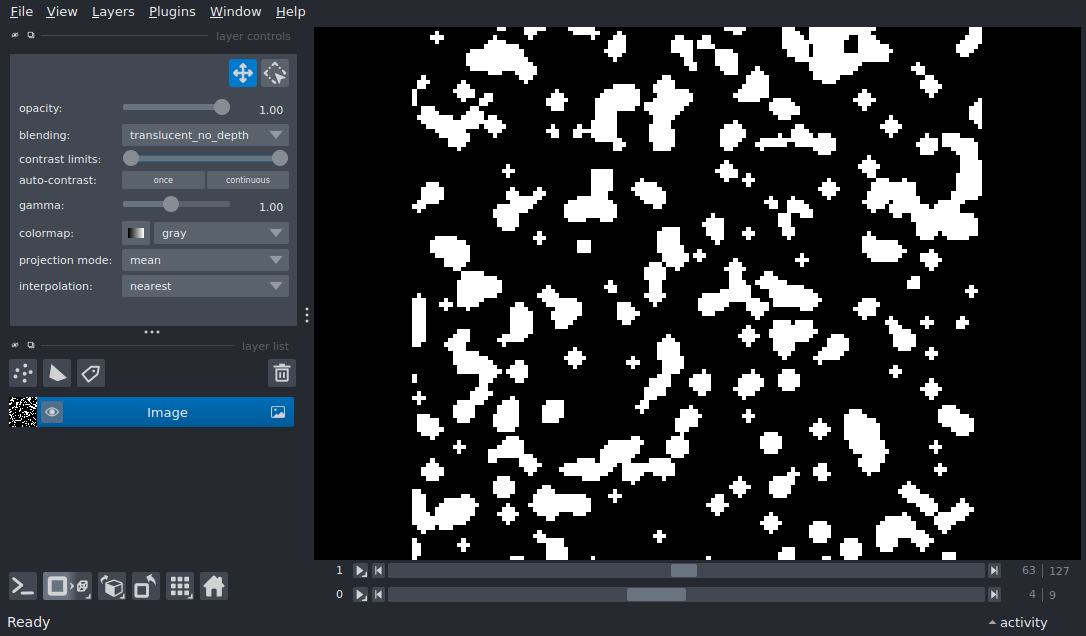 File View Layers Plugins Window Help
layer controls
opacity: 1.00
blending: translucent_no_depth
contrast limits:
auto-contrast: once continuous
gamma: 1.00
colormap: gray
projection mode: mean
interpolation: nearest
layer list
Image
1 63 127
0 4 9
Ready activity